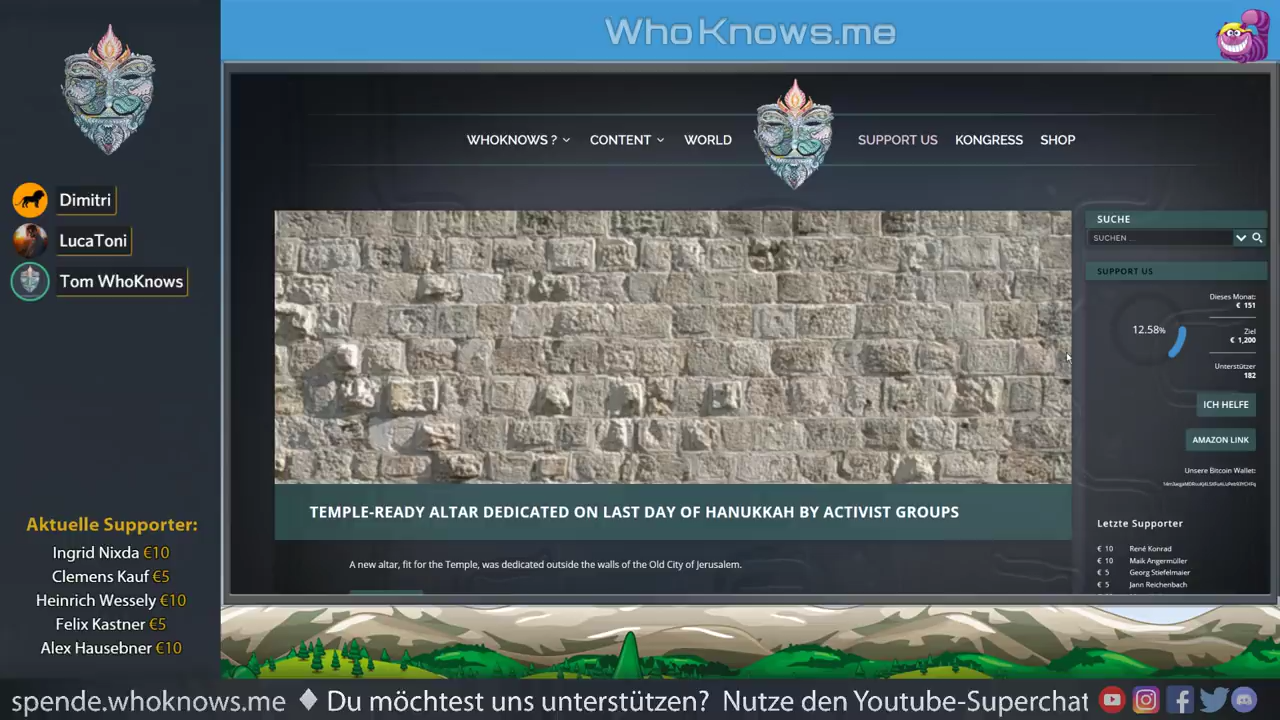 WhoKnows.me
Dimitri
LucaToni
Tom WhoKnows
Aktuelle Supporter:
Ingrid Nixda €10
Clemens Kauf €5
Heinrich Wessely €10
Felix Kastner €5
Alex Hausebner €10
WHOKNOWS ?
CONTENT
WORLD
SUPPORT US
KONGRESS
SHOP
TEMPLE-READY ALTAR DEDICATED ON LAST DAY OF HANUKKAH BY ACTIVIST GROUPS
A new altar, fit for the Temple, was dedicated outside the walls of the Old City of Jerusalem.
SUCHE
SUCHEN ...
SUPPORT US
12.58%
Dieses Monat:
€ 151
Ziel
€ 1,200
Unterstützer
182
ICH HELFE
AMAZON LINK
Unsere Bitcoin Wallet:
Letzte Supporter
€ 10 René Konrad
€ 10 Maik Angermüller
€ 5 Georg Stiefelmaier
€ 5 Jann Reichenbach
spende.whoknows.me ♦ Du möchtest uns unterstützen? Nutze den Youtube-Superchat